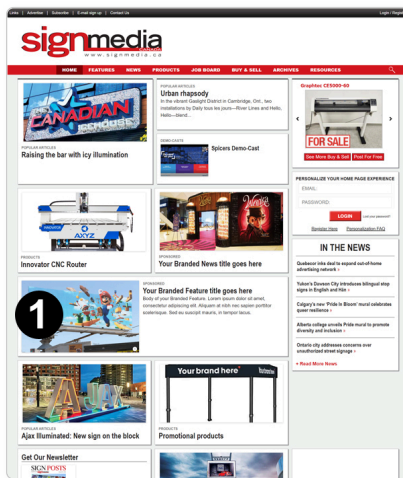 Links | Advertise | Subscribe | E-mail sign up | Contact Us
Login / Regis
signmedia
CANADA
www.signmedia.ca
HOME FEATURES NEWS PRODUCTS JOB BOARD BUY & SELL ARCHIVES RESOURCES
CANADIAN
ICEHOUSE
POPULAR ARTICLES
Raising the bar with icy illumination
POPULAR ARTICLES
Urban rhapsody
In the vibrant Gaslight District in Cambridge, Ont., two
installations by Daily tous les jours—River Lines and Hello,
Hello—blend...
DEMO-CASTS
Spicers Demo-Cast
Graphtec CE5000-60
FOR SALE
See More Buy & Sell
Post For Free
PERSONALIZE YOUR HOME PAGE EXPERIENCE
EMAIL:
PASSWORD:
LOGIN
Lost your password?
Register Here
Personalization FAQ
AXYZ
PRODUCTS
Innovator CNC Router
Wonka
SPONSORED
Your Branded News title goes here
IN THE NEWS
Quebecor inks deal to expand out-of-home
advertising network »
Yukon's Dawson City introduces bilingual stop
signs in English and Hän »
Calgary's new 'Pride in Bloom' mural celebrates
queer resilience »
Alberta college unveils Pride mural to promote
diversity and inclusion »
Ontario city addresses concerns over
unauthorized street signage »
» Read More News
1
SPONSORED
Your Branded Feature title goes here
Body of your Branded Feature. Lorem ipsum dolor sit amet,
consectetur adipiscing elit. Aliquam at nibh nec sapien porttitor
scelerisque. Sed eu suscipit mauris, in tempor lacus.
AJAX
POPULAR ARTICLES
Ajax Illuminated: New sign on the block
Your brand here
PRODUCTS
Promotional products
Get Our Newsletter
SIGN POSTS